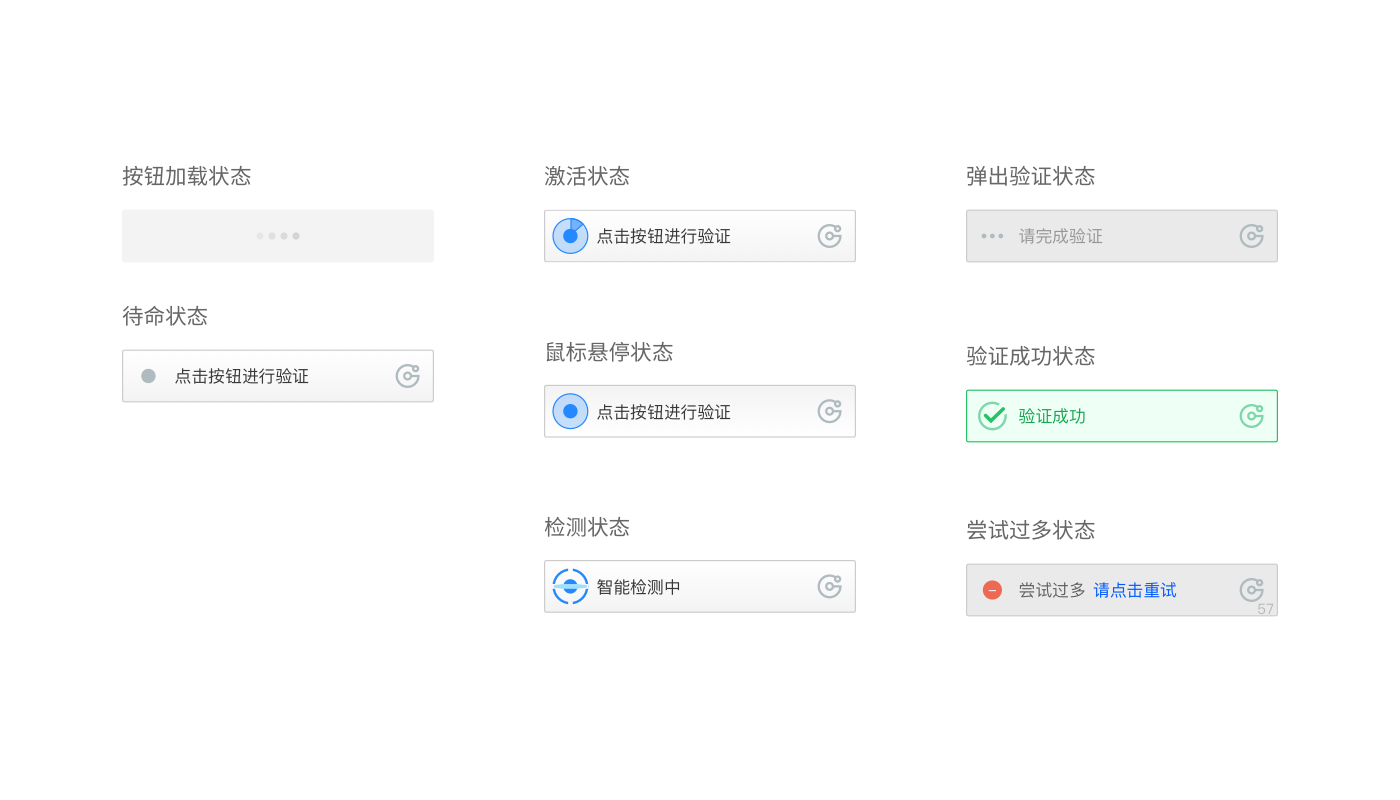 按钮加载状态
待命状态
点击按钮进行验证
激活状态
点击按钮进行验证
鼠标悬停状态
点击按钮进行验证
检测状态
智能检测中
弹出验证状态
请完成验证
验证成功状态
验证成功
尝试过多状态
尝试过多 请点击重试
57